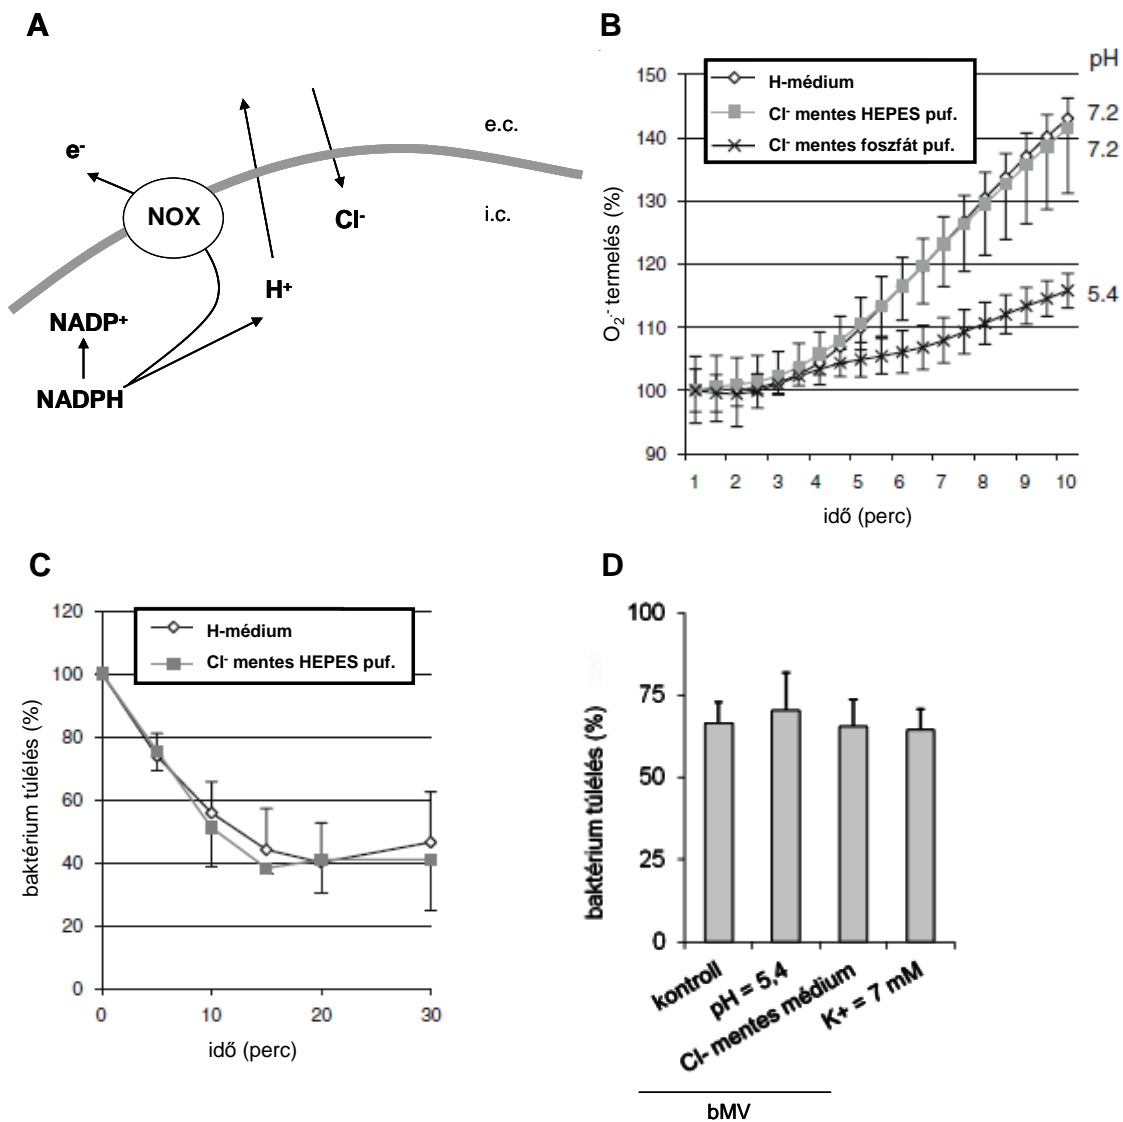 A
e.c.
e-
NOX
Cl-
i.c.
H+
NADP+
NADPH
B
pH
H-médium
Cl- mentes HEPES puf.
Cl- mentes foszfát puf.
O2.- termelés (%)
150
140
130
120
110
100
90
7.2
7.2
5.4
1 2 3 4 5 6 7 8 9 10
idő (perc)
C
H-médium
Cl- mentes HEPES puf.
baktérium túlélés (%)
120
100
80
60
40
20
0
0 10 20 30
idő (perc)
D
baktérium túlélés (%)
100
75
50
25
0
kontroll
pH = 5,4
Cl- mentes médium
K+ = 7 mM
bMV